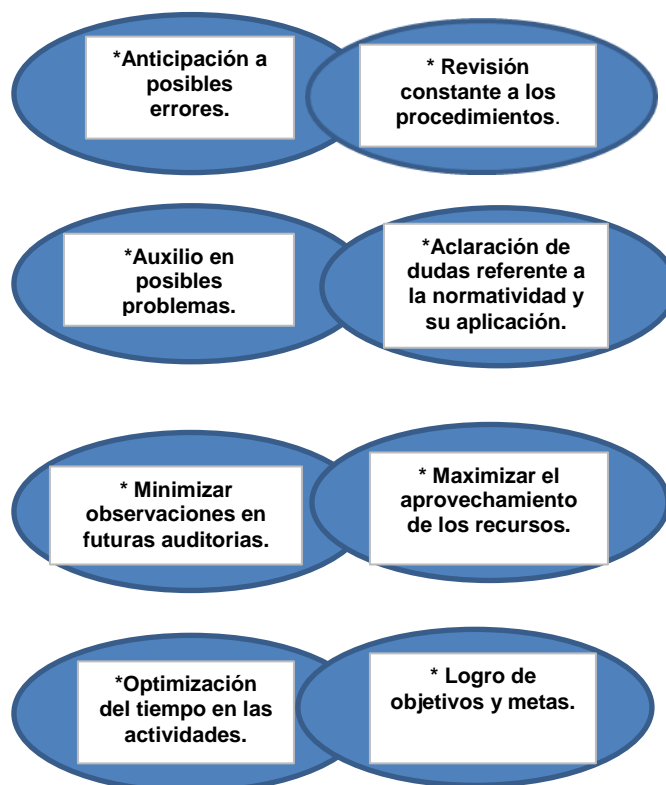 *Anticipación a
posibles
errores.
* Revisión
constante a los
procedimientos.
*Auxilio en
posibles
problemas.
*Aclaración de
dudas referente a
la normatividad y
su aplicación.
* Minimizar
observaciones en
futuras auditorias.
* Maximizar el
aprovechamiento
de los recursos.
*Optimización
del tiempo en las
actividades.
* Logro de
objetivos y metas.